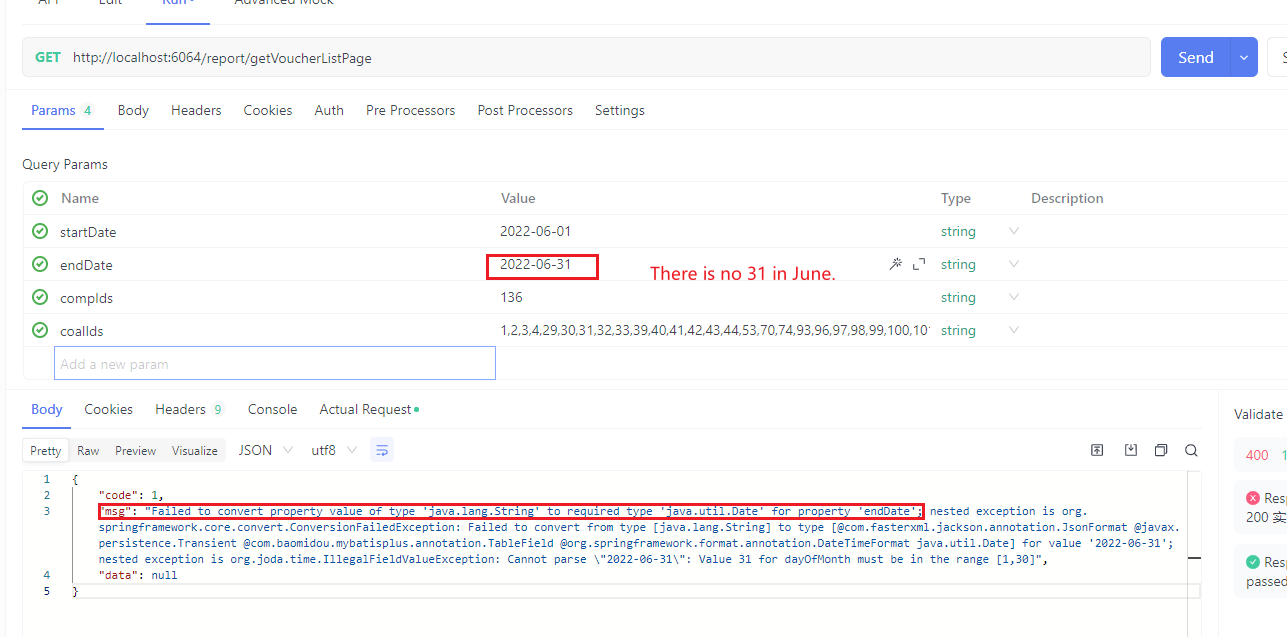 API Edit Run Advanced Mock
GET http://localhost:6064/report/getVoucherListPage Send
Params 4 Body Headers Cookies Auth Pre Processors Post Processors Settings
Query Params
Name Value Type Description
startDate 2022-06-01 string
endDate 2022-06-31 There is no 31 in June. string
compIds 136 string
coalIds 1,2,3,4,29,30,31,32,33,39,40,41,42,43,44,53,70,74,93,96,97,98,99,100,10 string
Add a new param
Body Cookies Headers 9 Console Actual Request
Validate
Pretty Raw Preview Visualize JSON utf8
400
1 {
2 "code": 1,
3 "msg": "Failed to convert property value of type 'java.lang.String' to required type 'java.util.Date' for property 'endDate'; nested exception is org.
springframework.core.convert.ConversionFailedException: Failed to convert from type [java.lang.String] to type [@com.fasterxml.jackson.annotation.JsonFormat @javax.
persistence.Transient @com.baomidou.mybatisplus.annotation.TableField @org.springframework.format.annotation.DateTimeFormat java.util.Date] for value '2022-06-31';
nested exception is org.joda.time.IllegalFieldValueException: Cannot parse \"2022-06-31\": Value 31 for dayOfMonth must be in the range [1,30]",
4 "data": null
5 }
Resp
200 实
Resp
passed